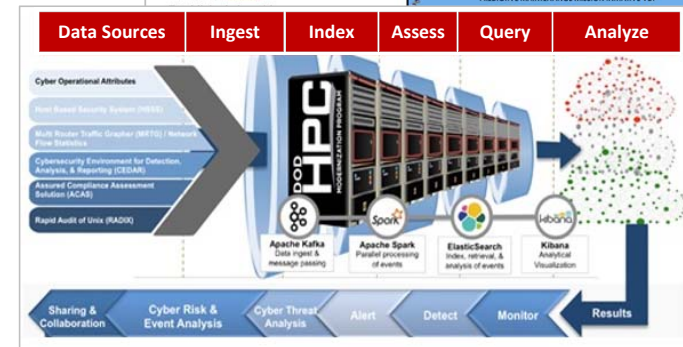 Data Sources
Ingest
Index
Assess
Query
Analyze
Cyber Operational Attributes
Host Based Security System (HBSS)
Multi Router Traffic Grapher (MRTG) / Network
Flow Statistics
Cybersecurity Environment for Detection,
Analysis, & Reporting (CEDAR)
Assured Compliance Assessment
Solution (ACAS)
Rapid Audit of Unix (RADIX)
DOD
HPC
MODERNIZATION PROGRAM
Spark
kibana
Apache Kafka
Data ingest &
message passing
Apache Spark
Parallel processing
of events
ElasticSearch
Index, retrieval, &
analysis of events
Kibana
Analytical
Visualization
Sharing &
Collaboration
Cyber Risk &
Event Analysis
Cyber Threat
Analysis
Alert
Detect
Monitor
Results